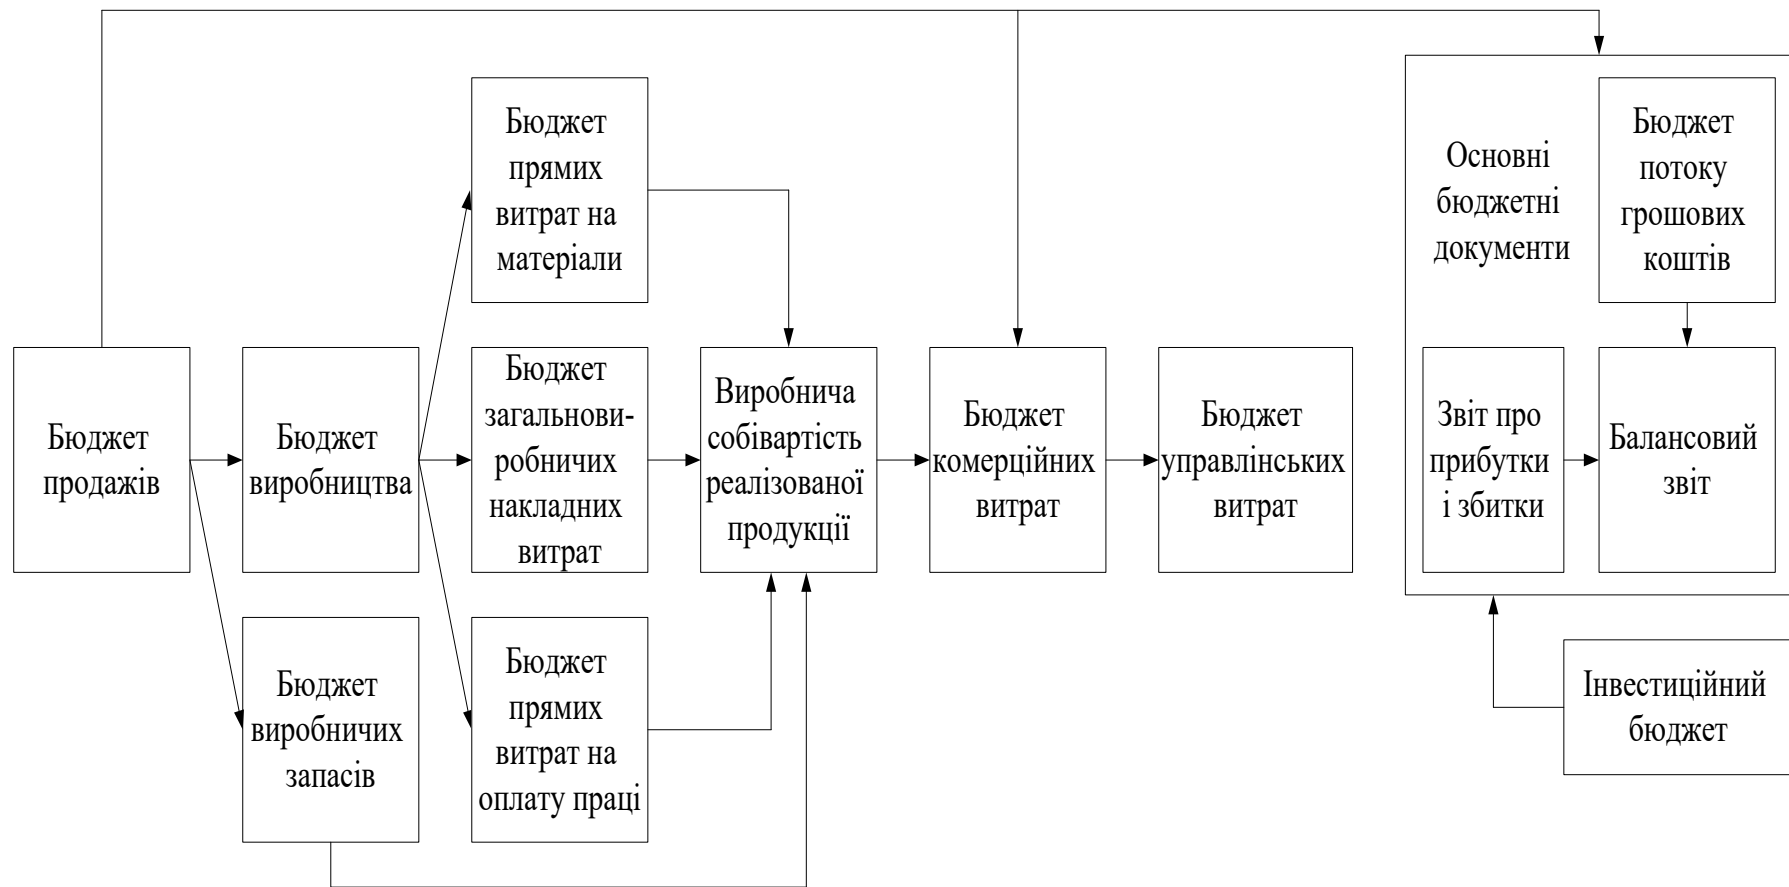 Бюджет
прямих
витрат на
матеріали
Основні
бюджетні
документи
Бюджет
потоку
грошових
коштів
Бюджет
продажів
Бюджет
виробництва
Бюджет
загальнови-
робничих
накладних
витрат
Виробнича
собівартість
реалізованої
продукції
Бюджет
комерційних
витрат
Бюджет
управлінських
витрат
Звіт про
прибутки
і збитки
Балансовий
звіт
Бюджет
виробничих
запасів
Бюджет
прямих
витрат на
оплату праці
Інвестиційний
бюджет